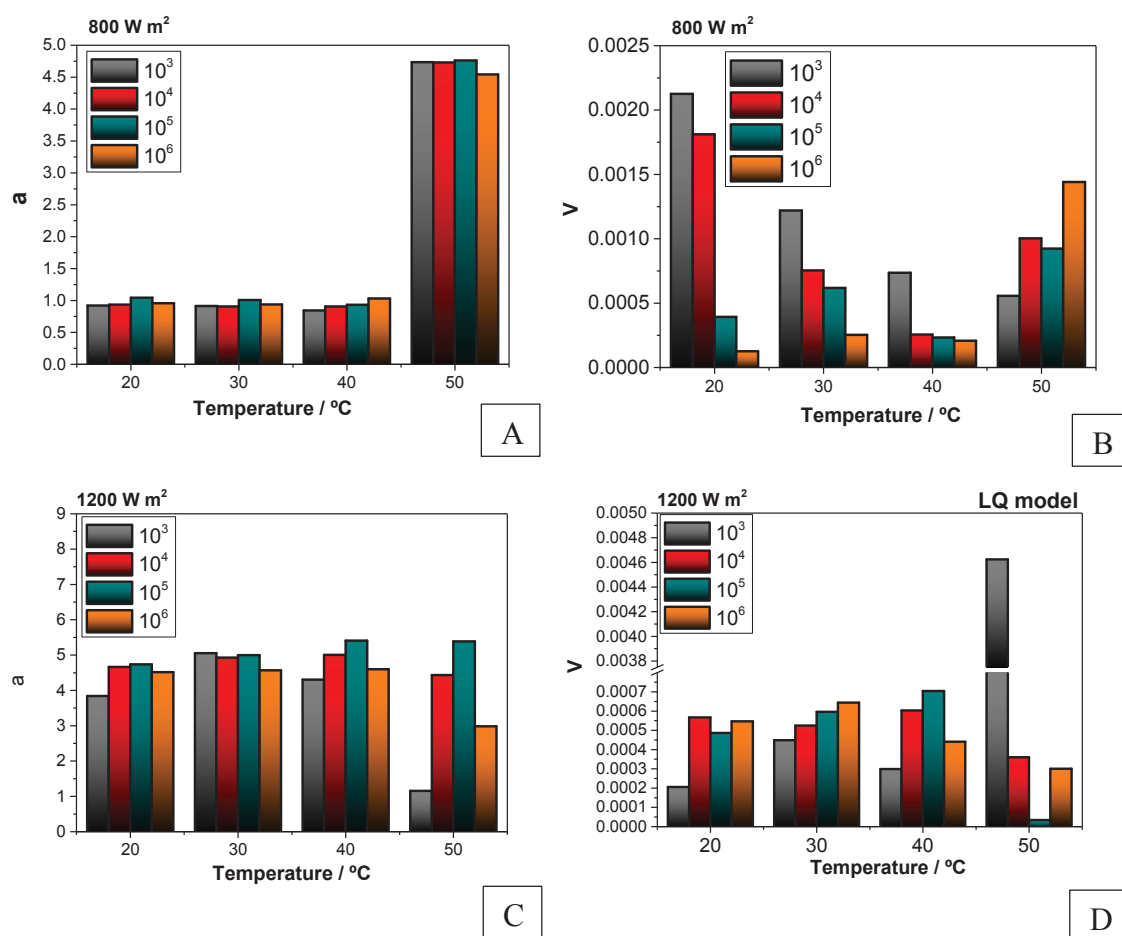 800 W m²
5.0
4.5
4.0
3.5
3.0
2.5
2.0
1.5
1.0
0.5
0.0
a
10³
10⁴
10⁵
10⁶
20 30 40 50
Temperature / ºC
A
800 W m²
0.0025
0.0020
0.0015
0.0010
0.0005
0.0000
V
10³
10⁴
10⁵
10⁶
20 30 40 50
Temperature / ºC
B
1200 W m²
9
8
7
6
5
4
3
2
1
0
a
10³
10⁴
10⁵
10⁶
20 30 40 50
Temperature / ºC
C
1200 W m² LQ model
0.0050
0.0048
0.0046
0.0044
0.0042
0.0040
0.0038
0.0007
0.0006
0.0005
0.0004
0.0003
0.0002
0.0001
0.0000
V
10³
10⁴
10⁵
10⁶
20 30 40 50
Temperature / ºC
D